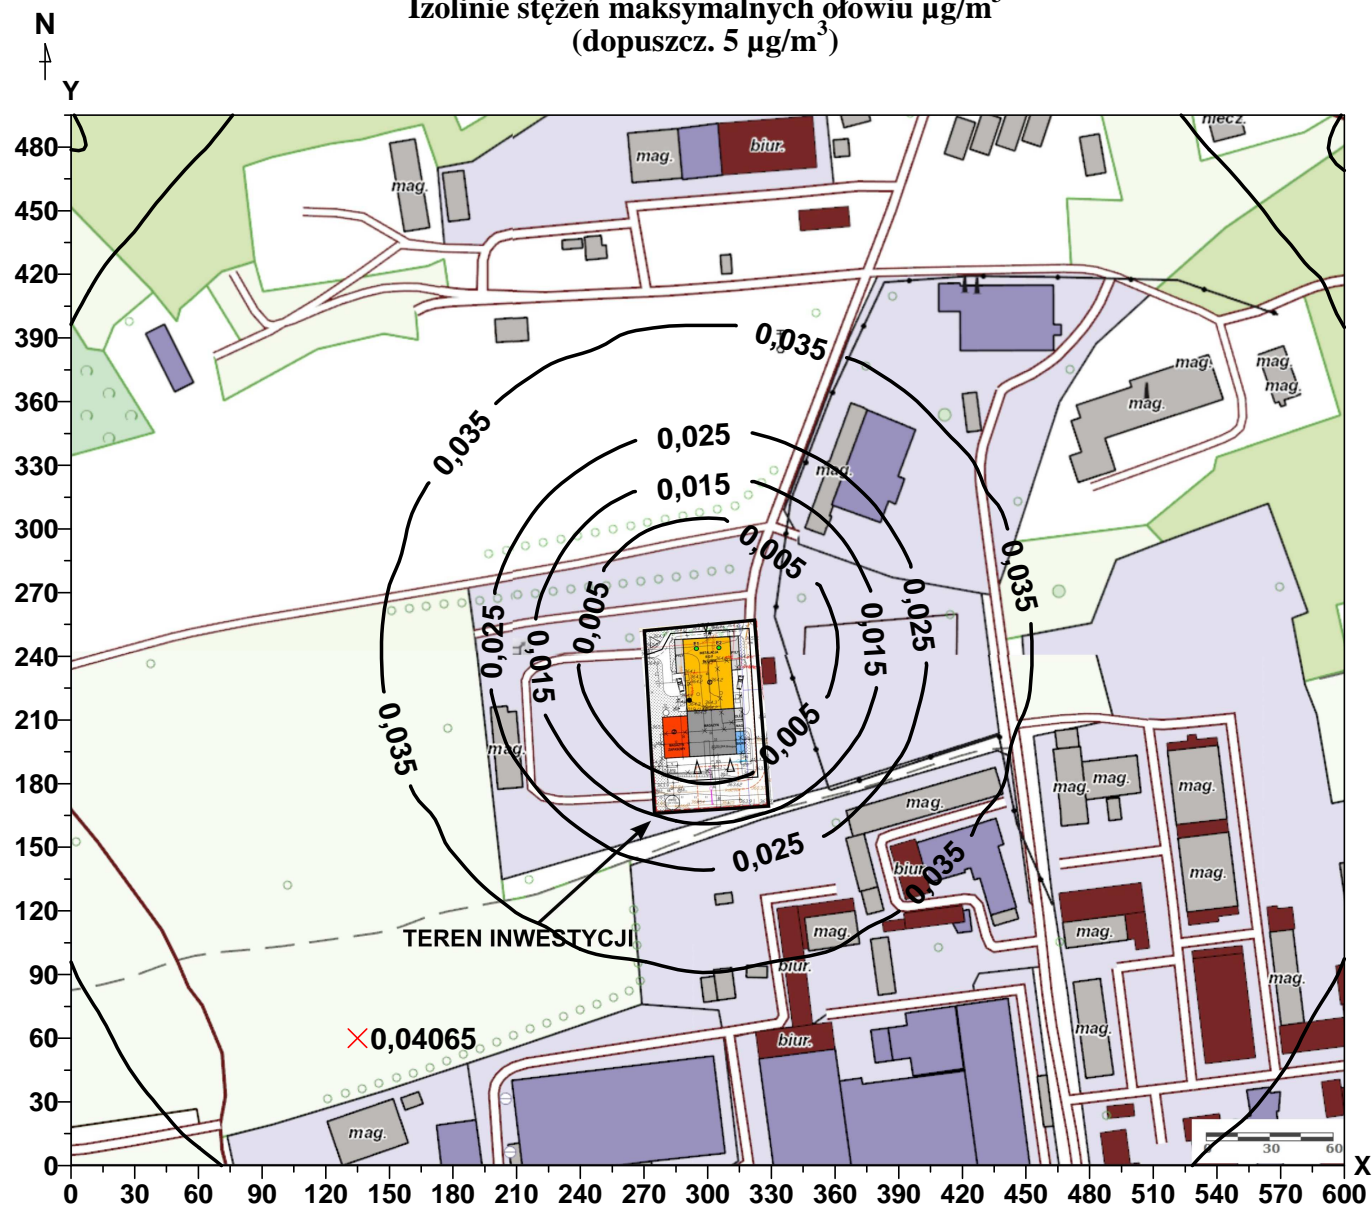 Izolinie stężeń maksymalnych ołowiu µg/m³
(dopuszcz. 5 µg/m³)
N
Y
480
450
420
390
360
330
300
270
240
210
180
150
120
90
60
30
0
0 30 60 90 120 150 180 210 240 270 300 330 360 390 420 450 480 510 540 570 600
X
mag.
biur.
mag.
niecz.
0,035
mag.
mag.
mag.
mag.
0,035
0,025
0,015
mag.
0,005
0,035
0,005
0,025
0,015
0,015
0,025
0,035
0,005
mag.
mag.
mag.
mag.
mag.
0,025
biur.
0,035
mag.
TEREN INWESTYCJI
mag.
mag.
biur.
mag.
0,04065
mag.
biur.
mag.
0 30 60